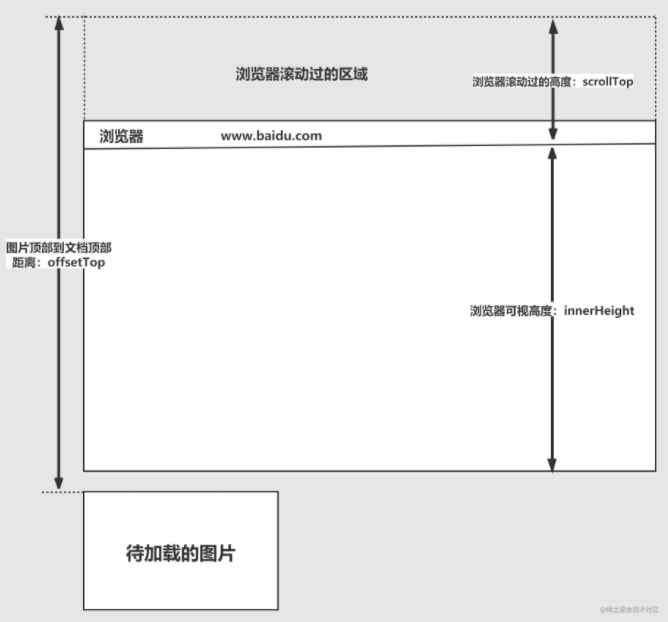 浏览器滚动过的区域
浏览器滚动过的高度：scrollTop
浏览器 www.baidu.com
图片顶部到文档顶部
距离：offsetTop
浏览器可视高度：innerHeight
待加载的图片
@稀土掘金技术社区